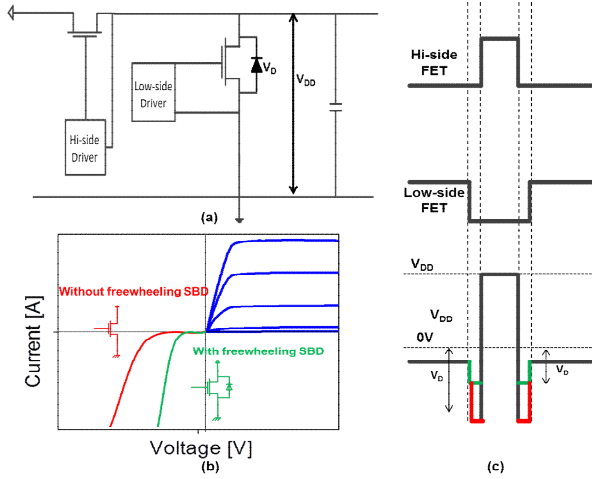 V_D
V_DD
Low-side
Driver
Hi-side
Driver
(a)
Without freewheeling SBD
With freewheeling SBD
Current [A]
Voltage [V]
(b)
Hi-side
FET
Low-side
FET
V_DD
V_DD
0V
V_D
V_D
(c)